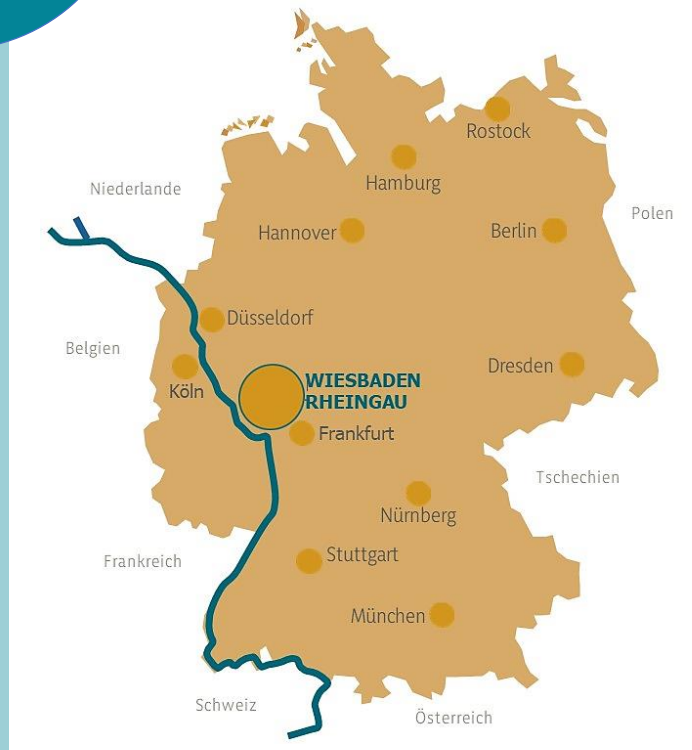 Rostock
Hamburg
Niederlande
Polen
Hannover
Berlin
Düsseldorf
Belgien
Dresden
WIESBADEN
RHEINGAU
Köln
Frankfurt
Tschechien
Nürnberg
Stuttgart
Frankreich
München
Schweiz
Österreich